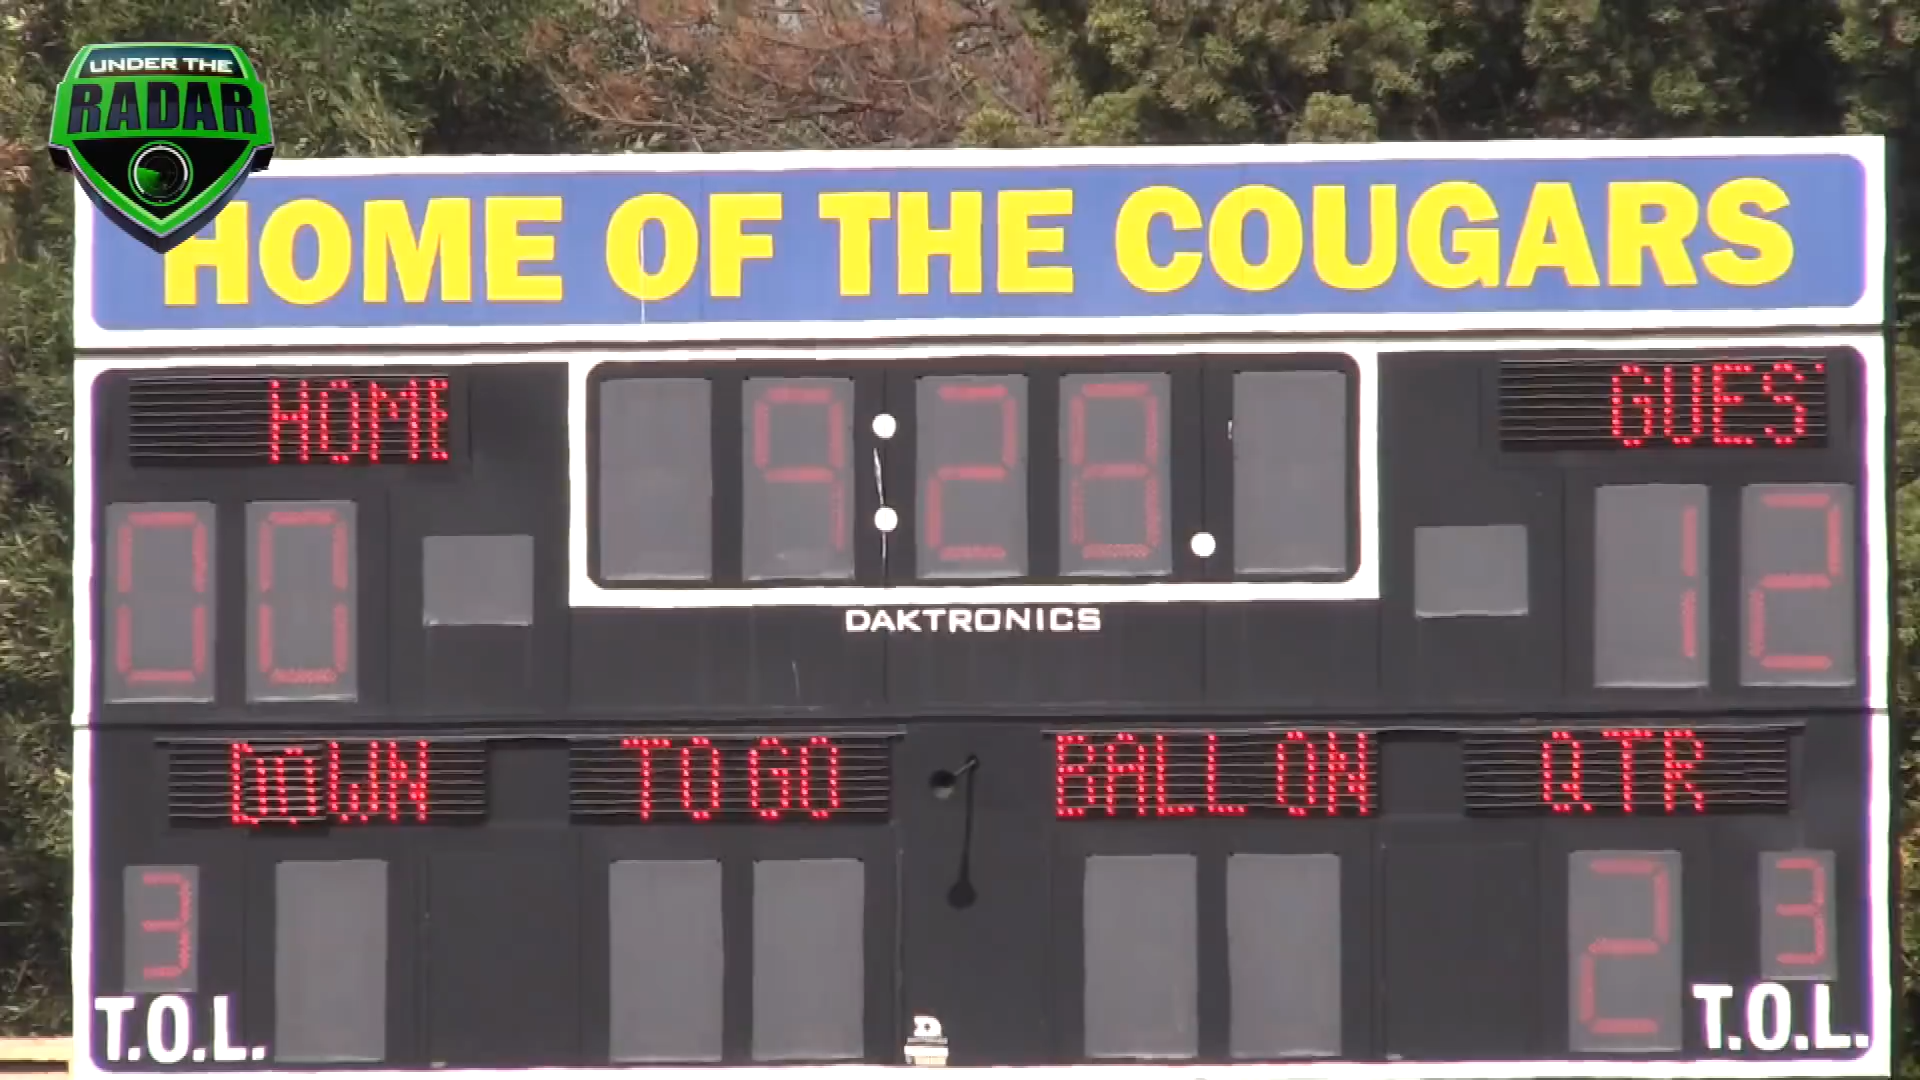 UNDER THE
RADAR
HOME OF THE COUGARS
HOME 9:28 GUEST
00 12
DAKTRONICS
DOWN TO GO BALL ON QTR
3 2 3
T.O.L. T.O.L.